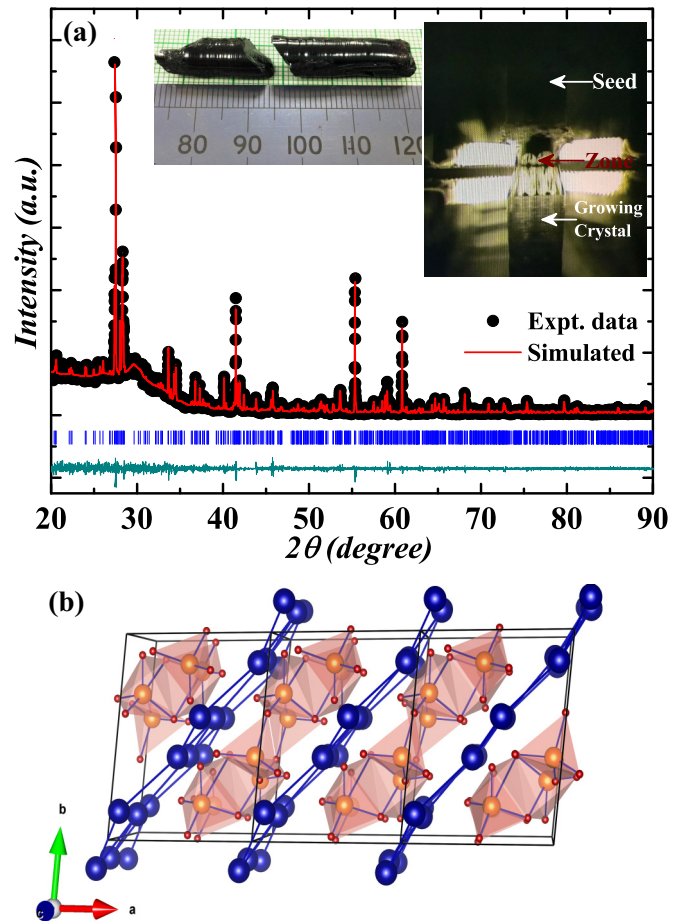 (a)
80 90 100 110 120
Seed
Zone
Growing
Crystal
Intensity (a.u.)
Expt. data
Simulated
20 30 40 50 60 70 80 90
2θ (degree)
(b)
b
a